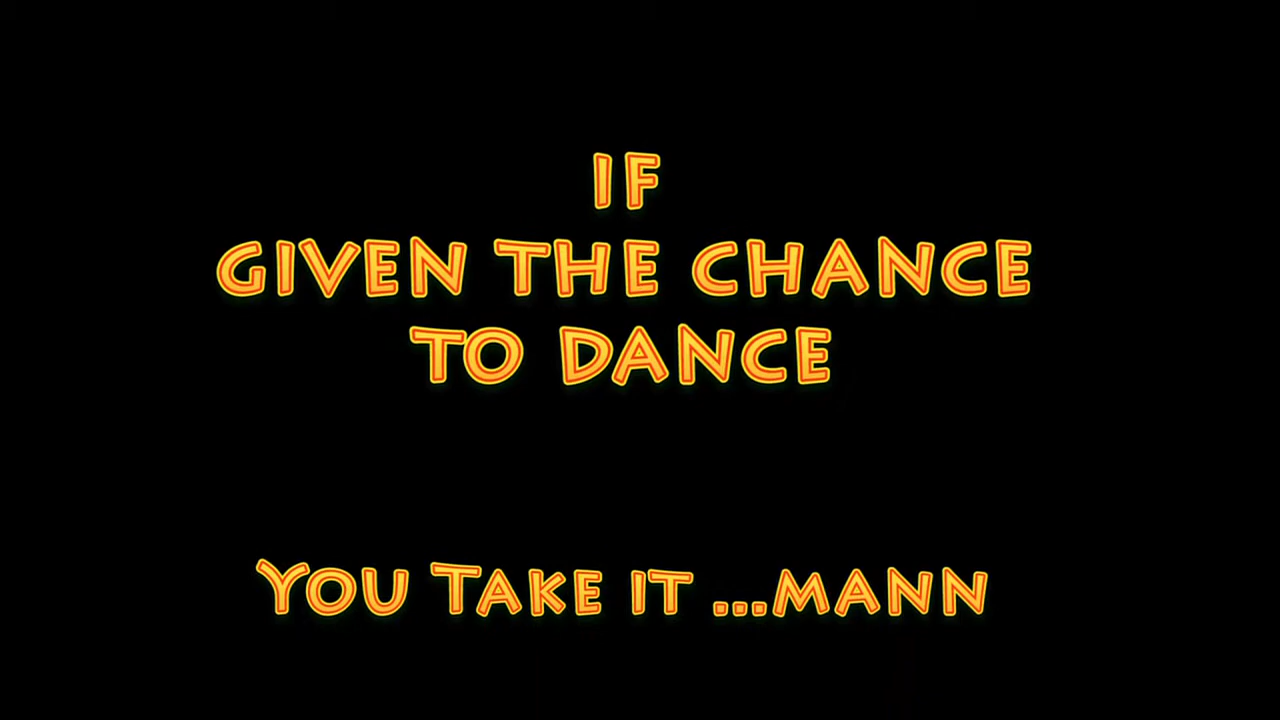 IF
GIVEN THE CHANCE
TO DANCE
YOU TAKE IT ...MANN